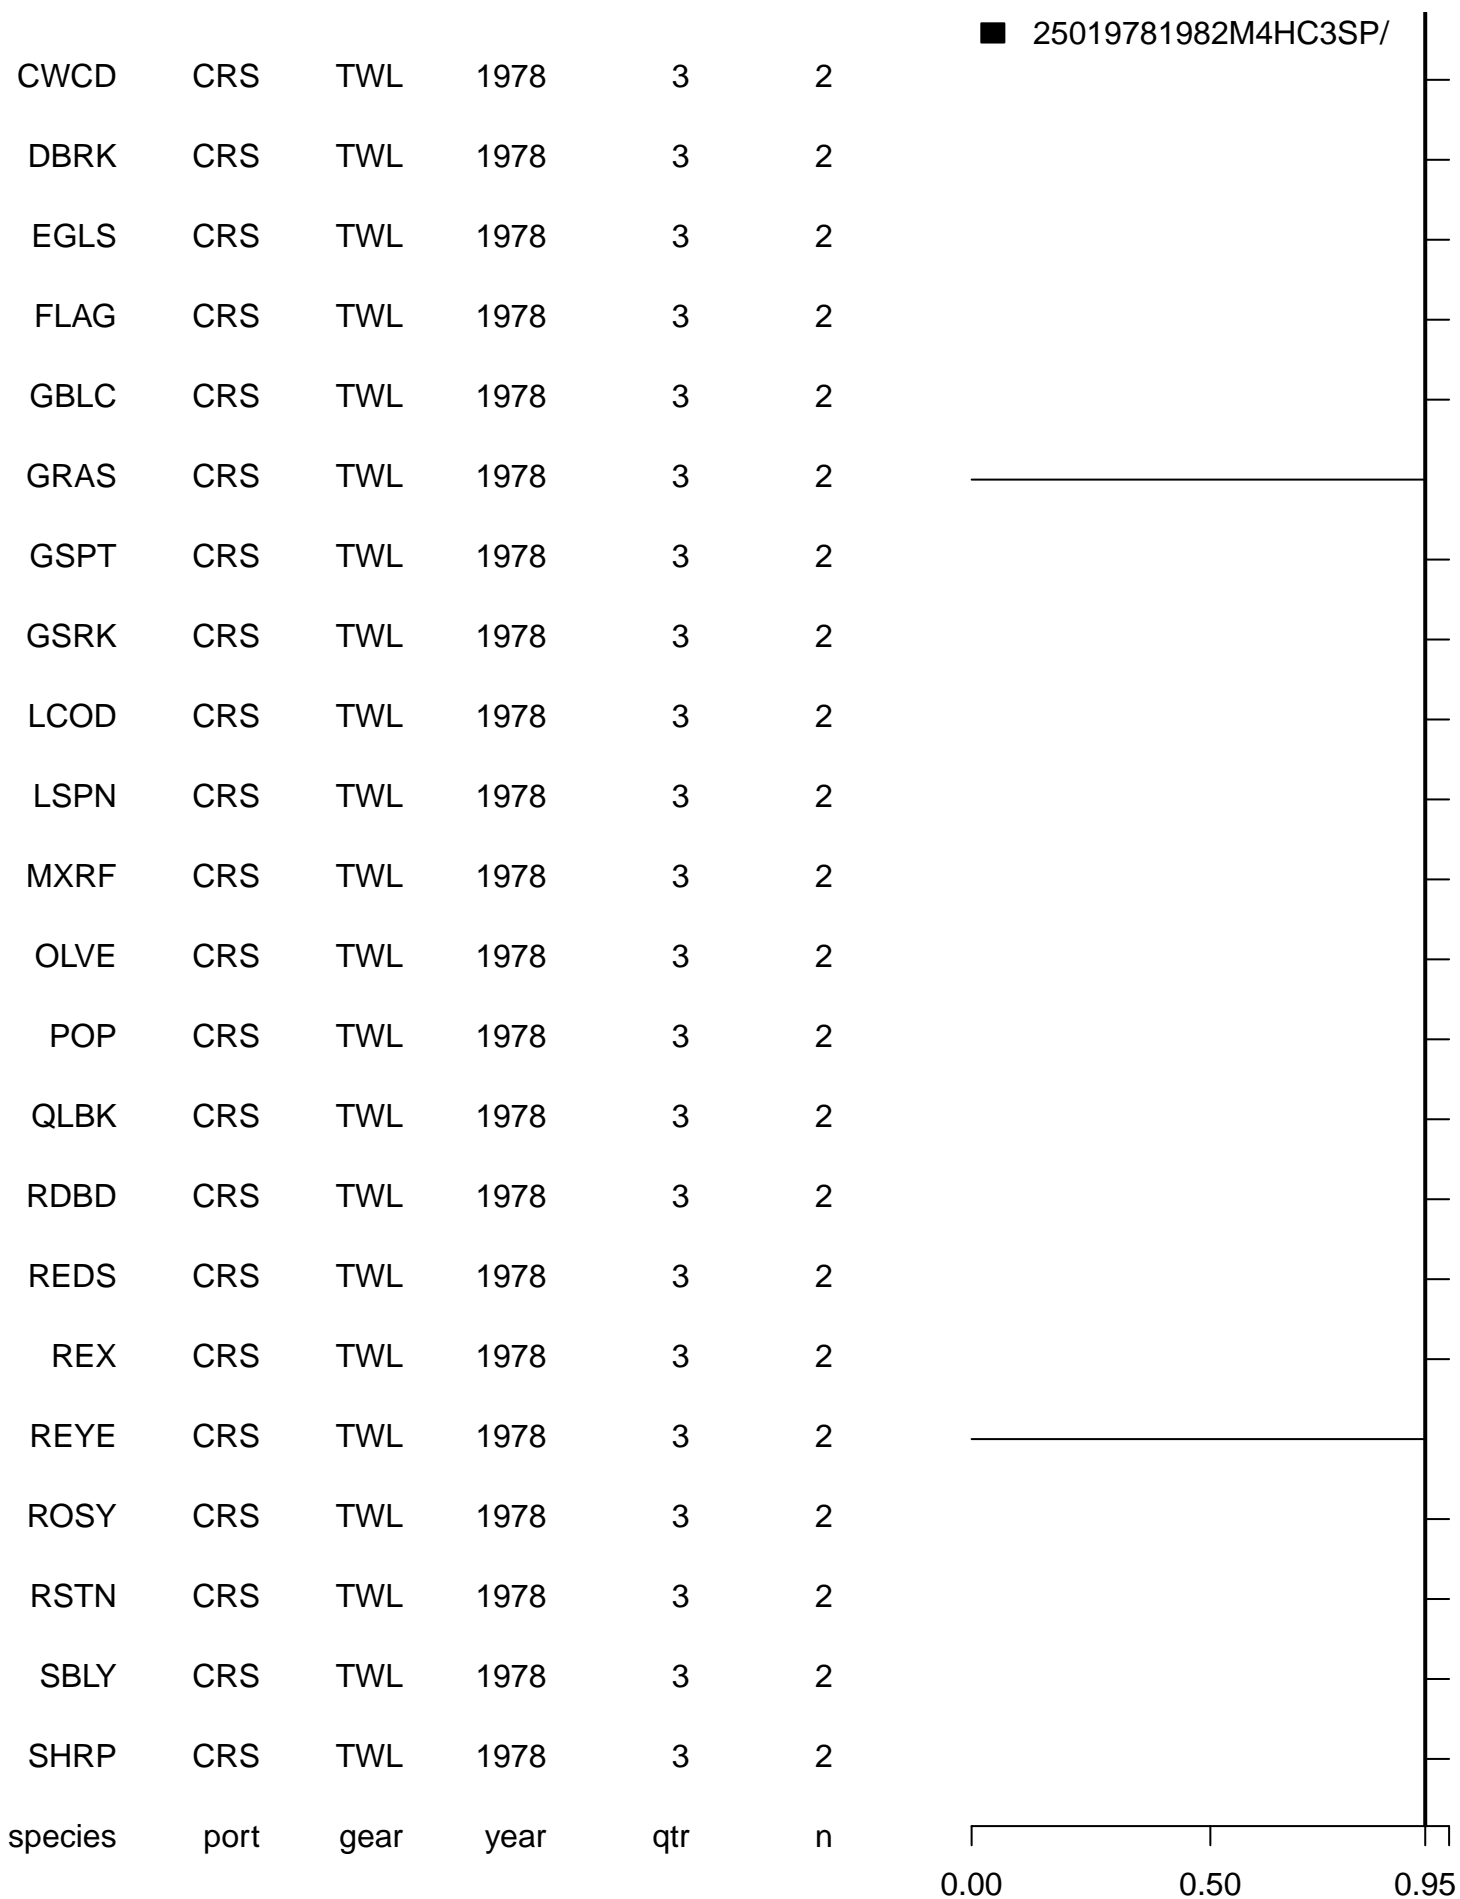 25019781982M4HC3SP/
CWCD CRS TWL 1978 3 2
DBRK CRS TWL 1978 3 2
EGLS CRS TWL 1978 3 2
FLAG CRS TWL 1978 3 2
GBLC CRS TWL 1978 3 2
GRAS CRS TWL 1978 3 2
GSPT CRS TWL 1978 3 2
GSRK CRS TWL 1978 3 2
LCOD CRS TWL 1978 3 2
LSPN CRS TWL 1978 3 2
MXRF CRS TWL 1978 3 2
OLVE CRS TWL 1978 3 2
POP CRS TWL 1978 3 2
QLBK CRS TWL 1978 3 2
RDBD CRS TWL 1978 3 2
REDS CRS TWL 1978 3 2
REX CRS TWL 1978 3 2
REYE CRS TWL 1978 3 2
ROSY CRS TWL 1978 3 2
RSTN CRS TWL 1978 3 2
SBLY CRS TWL 1978 3 2
SHRP CRS TWL 1978 3 2
species port gear year qtr n
0.00 0.50 0.95